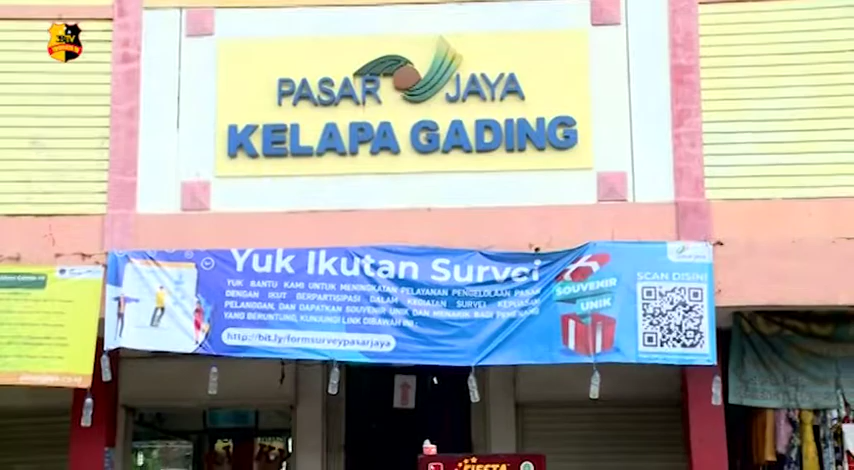 PASAR JAYA
KELAPA GADING
Yuk Ikutan Survei
YUK BANTU KAMI UNTUK MENINGKATAN PELAYANAN PENGELOLAAN PASAR
DENGAN IKUT BERPARTISIPASI DALAM KEGIATAN SURVEI KEPUASAN
PELANGGAN, DAN DAPATKAN SOUVENIR UNIK DAN MENARIK BAGI PEMENANG
YANG BERUNTUNG, KUNJUNGI LINK DIBAWAH INI :
http://bit.ly/formsurveypasarjaya
SOUVENIR
UNIK
SCAN DISINI
FIESTA